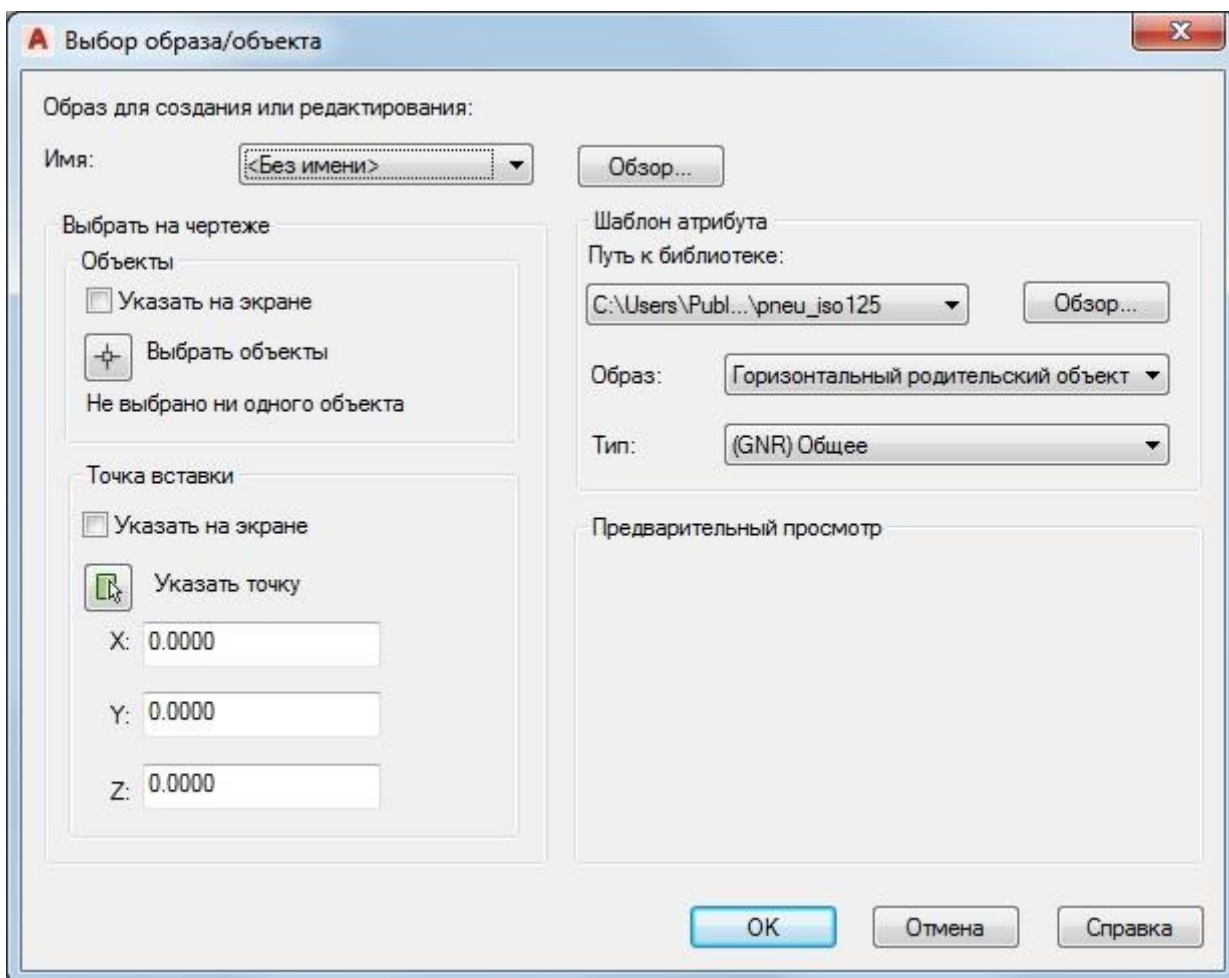 Выбор образа/объекта
Образ для создания или редактирования:
Имя: <Без имени> Обзор...
Выбрать на чертеже
Объекты
Указать на экране
Выбрать объекты
Не выбрано ни одного объекта
Точка вставки
Указать на экране
Указать точку
X: 0.0000
Y: 0.0000
Z: 0.0000
Шаблон атрибута
Путь к библиотеке:
C:\Users\Publ...\pneu_iso125 Обзор...
Образ: Горизонтальный родительский объект
Тип: (GNR) Общее
Предварительный просмотр
OK Отмена Справка